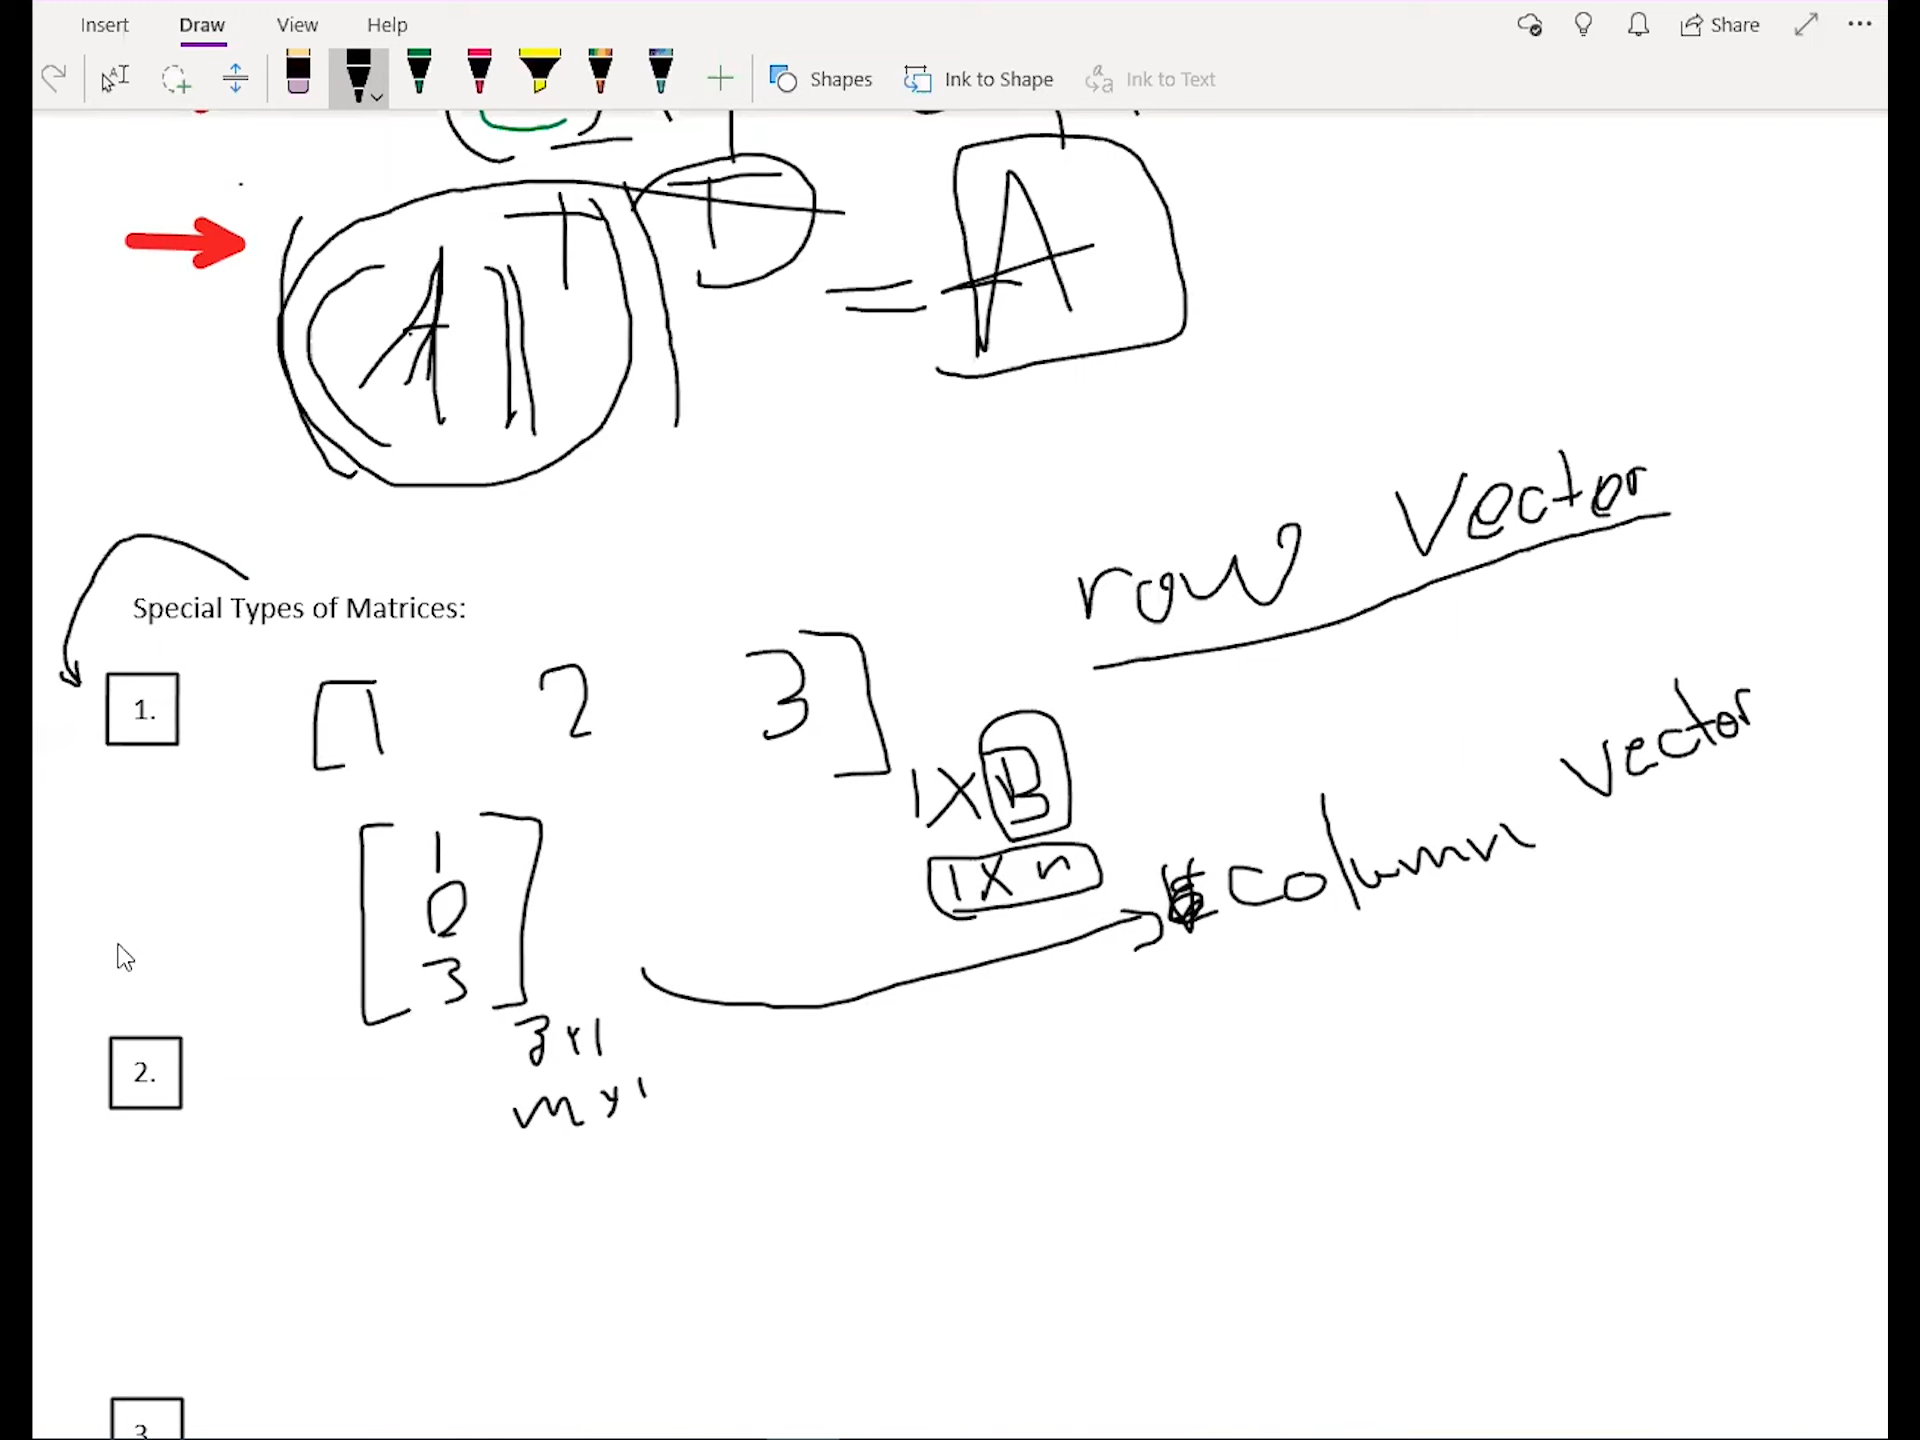 Insert Draw View Help Share
Shapes Ink to Shape Ink to Text
((A)^T)^T = A
row vector
Special Types of Matrices:
1. [1 2 3] 1x3
1xn
column vector
[1
0
3]
3x1
2.
mx1
3.